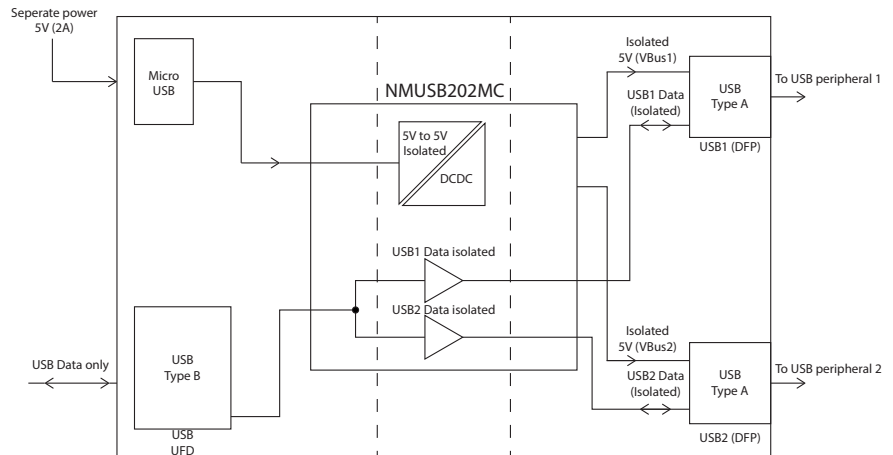 Seperate power
5V (2A)
Micro
USB
NMUSB202MC
5V to 5V
Isolated
DCDC
Isolated
5V (VBus1)
USB1 Data
(Isolated)
USB
Type A
To USB peripheral 1
USB1 (DFP)
USB1 Data isolated
USB2 Data isolated
USB Data only
USB
Type B
USB
UFD
Isolated
5V (VBus2)
USB2 Data
(Isolated)
USB
Type A
To USB peripheral 2
USB2 (DFP)